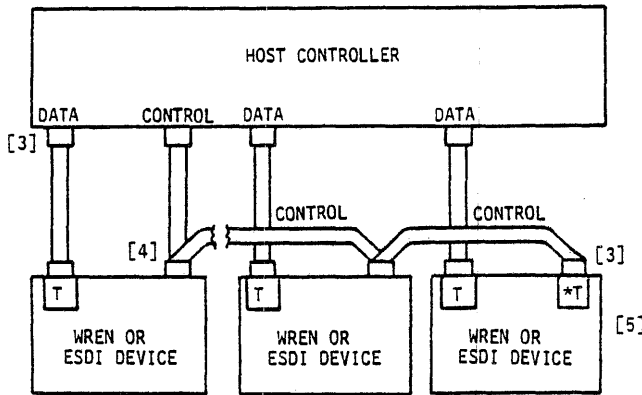 HOST CONTROLLER
DATA CONTROL DATA DATA
[3]
CONTROL CONTROL
[4] [3]
T T T *T
[5]
WREN OR ESDI DEVICE
WREN OR ESDI DEVICE
WREN OR ESDI DEVICE